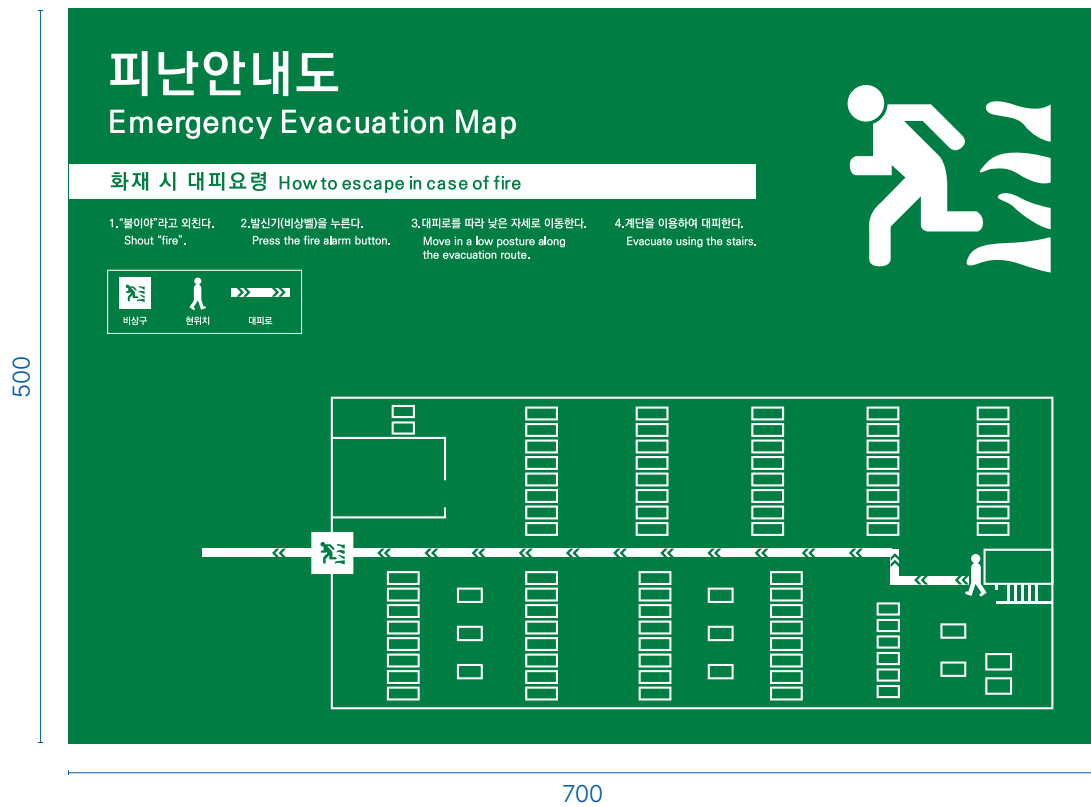 피난안내도
Emergency Evacuation Map
화재 시 대피요령 How to escape in case of fire
1."불이야"라고 외친다.
Shout "fire".
2.발신기(비상벨)을 누른다.
Press the fire alarm button.
3.대피로를 따라 낮은 자세로 이동한다.
Move in a low posture along
the evacuation route.
4.계단을 이용하여 대피한다.
Evacuate using the stairs.
비상구
현위치
대피로
500
700